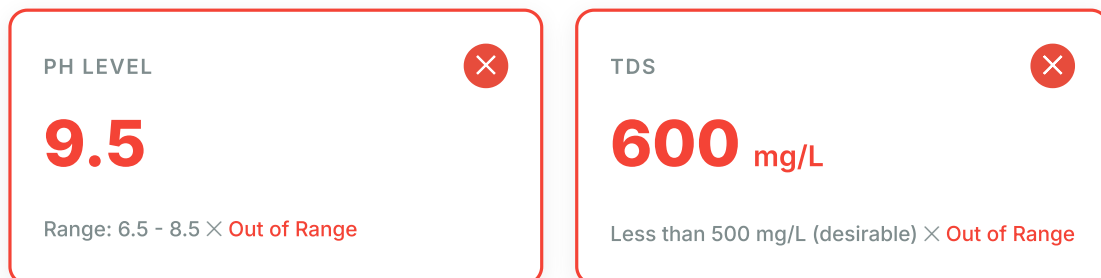 PH LEVEL
9.5
Range: 6.5 - 8.5 × Out of Range
TDS
600 mg/L
Less than 500 mg/L (desirable) × Out of Range